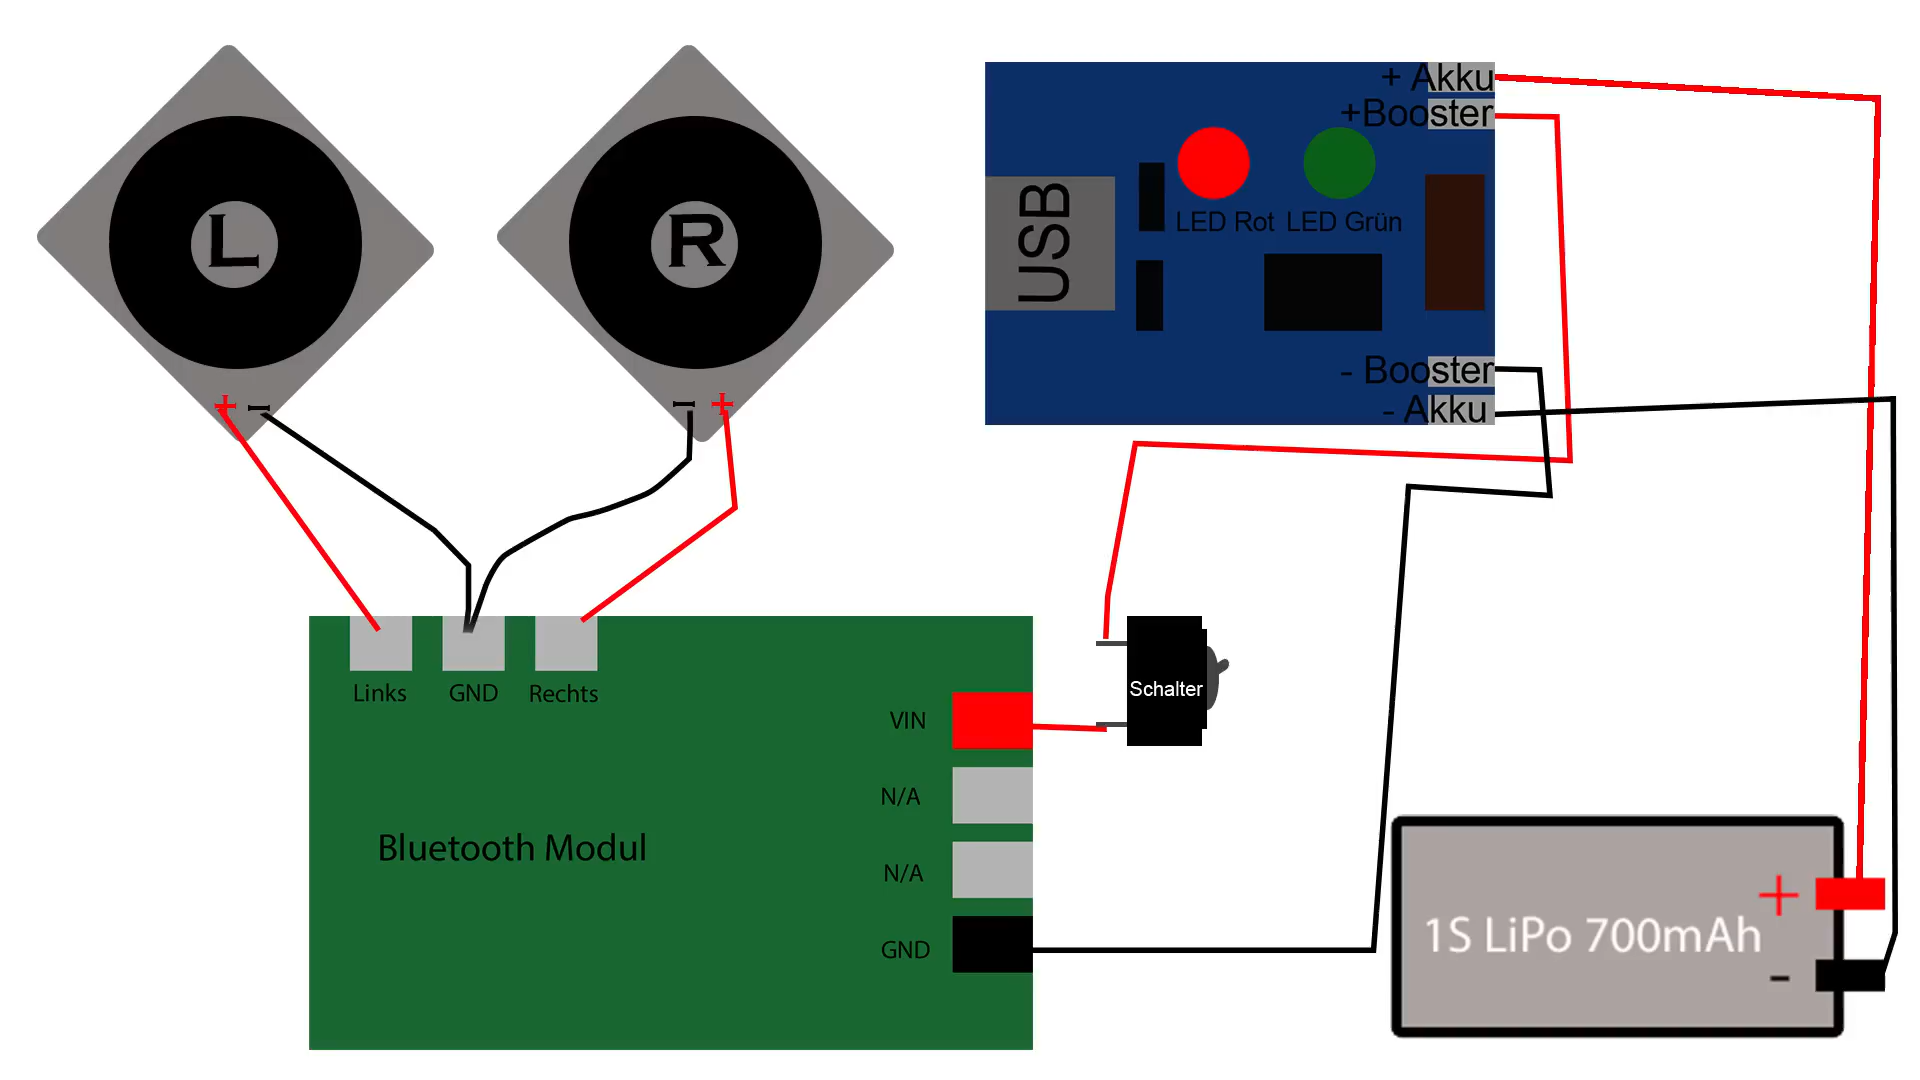 L
R
+ Akku
+Booster
USB
LED Rot
LED Grün
- Booster
- Akku
+ -
- +
Links
GND
Rechts
VIN
Schalter
N/A
Bluetooth Modul
N/A
GND
+
1S LiPo 700mAh
-